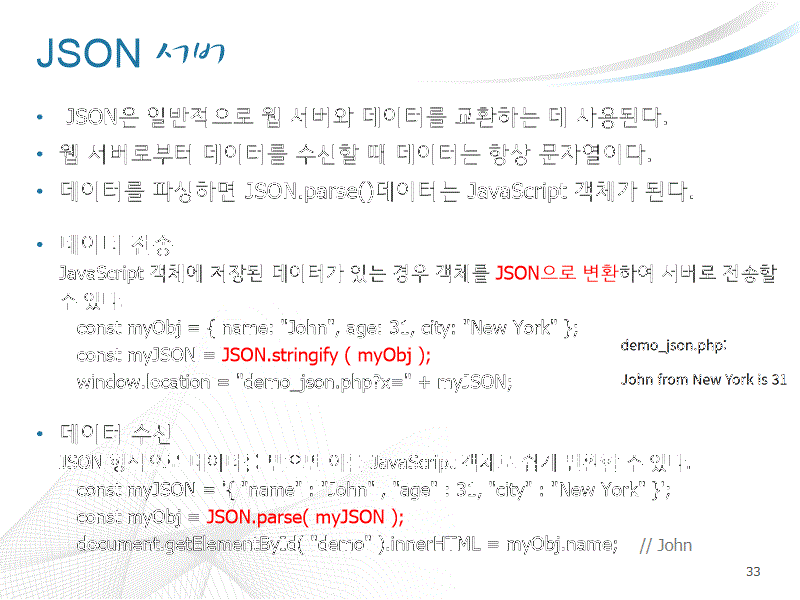 JSON 서버
• JSON은 일반적으로 웹 서버와 데이터를 교환하는 데 사용된다.
• 웹 서버로부터 데이터를 수신할 때 데이터는 항상 문자열이다.
• 데이터를 파싱하면 JSON.parse()데이터는 JavaScript 객체가 된다.
• 데이터 전송
JavaScript 객체에 저장된 데이터가 있는 경우 객체를 JSON으로 변환하여 서버로 전송할
수 있다.
const myObj = { name: "John", age: 31, city: "New York" };
const myJSON = JSON.stringify ( myObj );
window.location = "demo_json.php?x=" + myJSON;
demo_json.php:
John from New York is 31
• 데이터 수신
JSON 형식으로 데이터를 받으면 이를 JavaScript 객체로 쉽게 변환할 수 있다.
const myJSON = '{ "name" : "John" , "age" : 31, "city" : "New York" }';
const myObj = JSON.parse( myJSON );
document.getElementById( "demo" ).innerHTML = myObj.name; // John
33